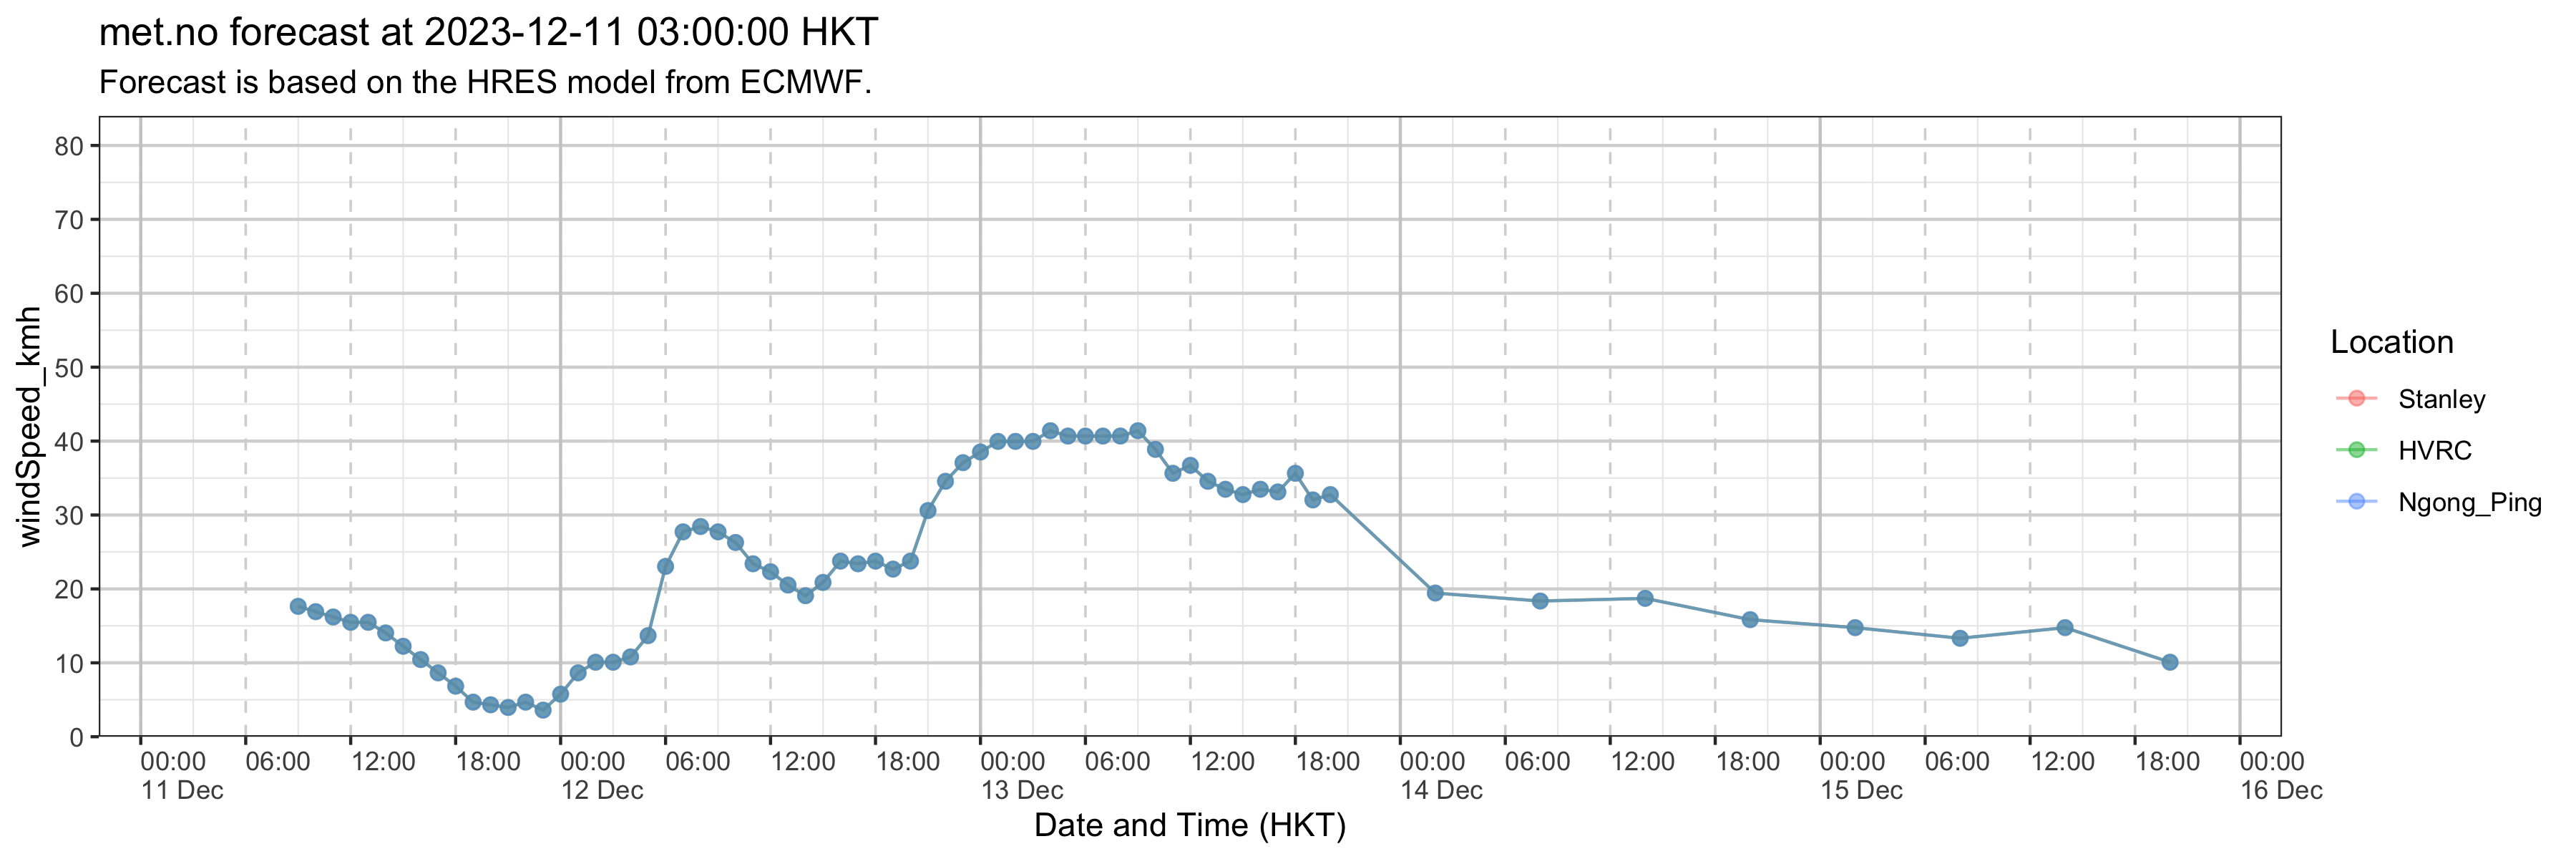 met.no forecast at 2023-12-11 03:00:00 HKT
Forecast is based on the HRES model from ECMWF.
80
70
60
50
40
30
20
10
0
windSpeed_kmh
00:00 06:00 12:00 18:00 00:00 06:00 12:00 18:00 00:00 06:00 12:00 18:00 00:00 06:00 12:00 18:00 00:00 06:00 12:00 18:00 00:00
11 Dec 12 Dec 13 Dec 14 Dec 15 Dec 16 Dec
Date and Time (HKT)
Location
Stanley
HVRC
Ngong_Ping